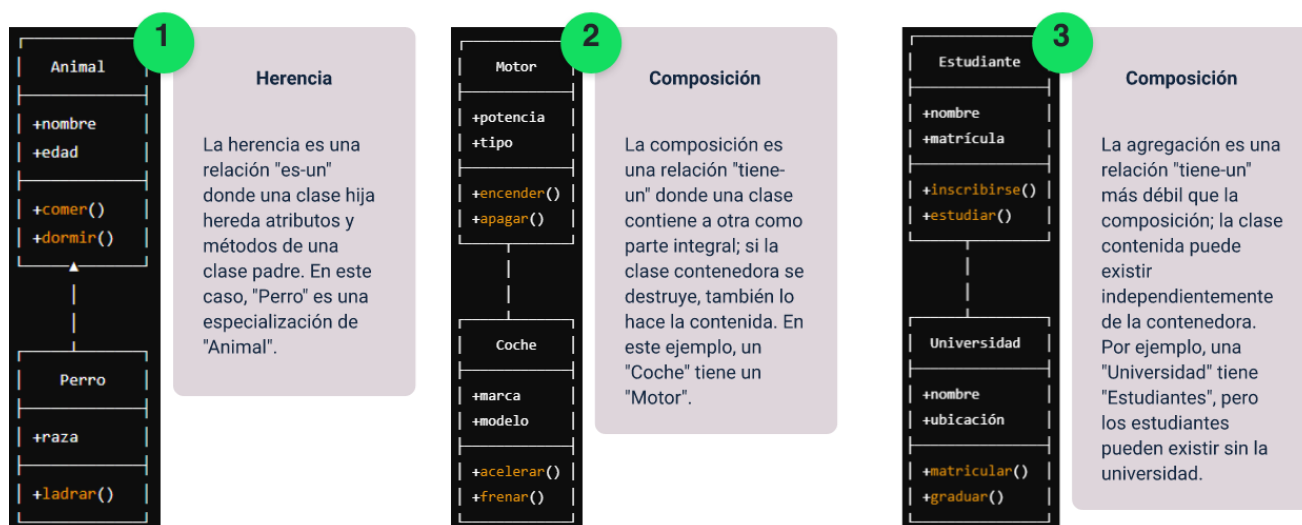 1
Animal
+nombre
+edad
+comer()
+dormir()
Perro
+raza
+ladrar()
Herencia
La herencia es una
relación "es-un"
donde una clase hija
hereda atributos y
métodos de una
clase padre. En este
caso, "Perro" es una
especialización de
"Animal".
2
Motor
+potencia
+tipo
+encender()
+apagar()
Coche
+marca
+modelo
+acelerar()
+frenar()
Composición
La composición es
una relación "tiene-
un" donde una clase
contiene a otra como
parte integral; si la
clase contenedora se
destruye, también lo
hace la contenida. En
este ejemplo, un
"Coche" tiene un
"Motor".
3
Estudiante
+nombre
+matrícula
+inscribirse()
+estudiar()
Universidad
+nombre
+ubicación
+matricular()
+graduar()
Composición
La agregación es una
relación "tiene-un"
más débil que la
composición; la clase
contenida puede
existir
independientemente
de la contenedora.
Por ejemplo, una
"Universidad" tiene
"Estudiantes", pero
los estudiantes
pueden existir sin la
universidad.